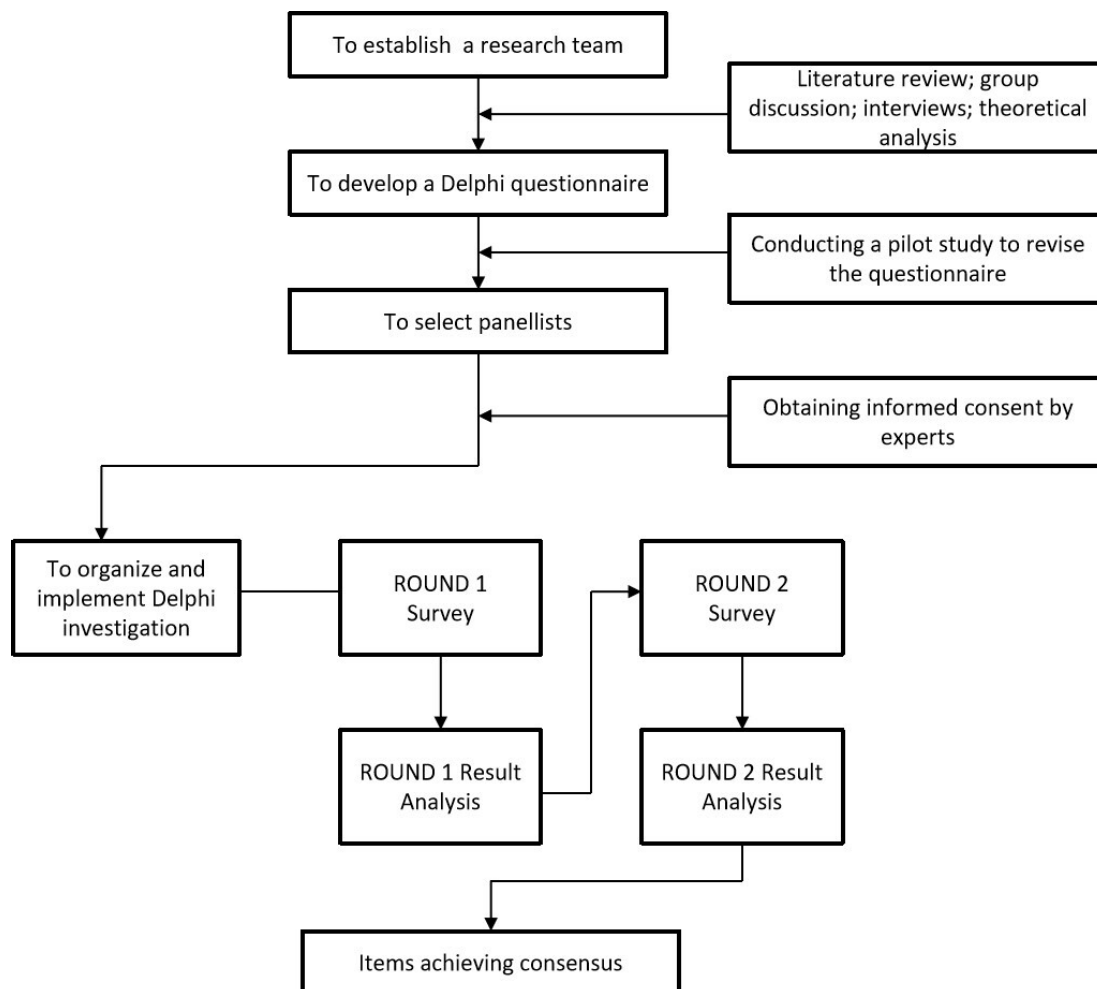 To establish  a research team
Literature review; group
discussion; interviews; theoretical
analysis
To develop a Delphi questionnaire
Conducting a pilot study to revise
the questionnaire
To select panellists
Obtaining informed consent by
experts
To organize and
implement Delphi
investigation
ROUND 1
Survey
ROUND 2
Survey
ROUND 1 Result
Analysis
ROUND 2 Result
Analysis
Items achieving consensus